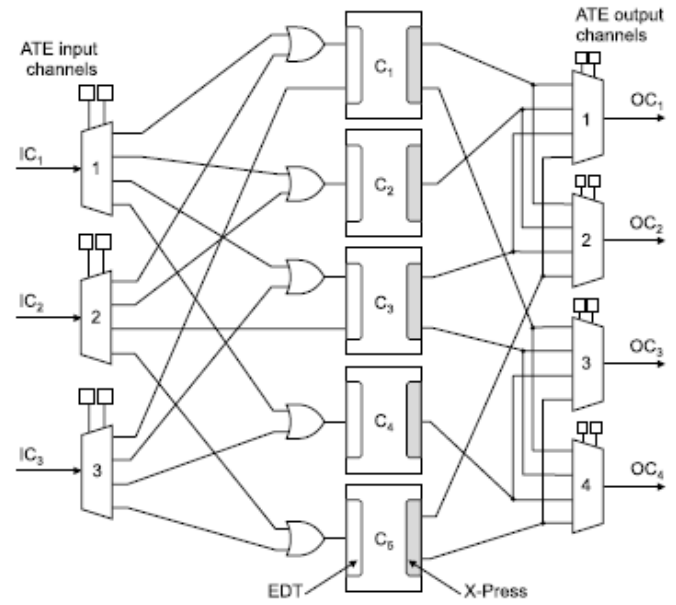 ATE input
channels
ATE output
channels
IC1
1
IC2
2
IC3
3
C1
C2
C3
C4
C5
1
OC1
2
OC2
3
OC3
4
OC4
EDT
X-Press